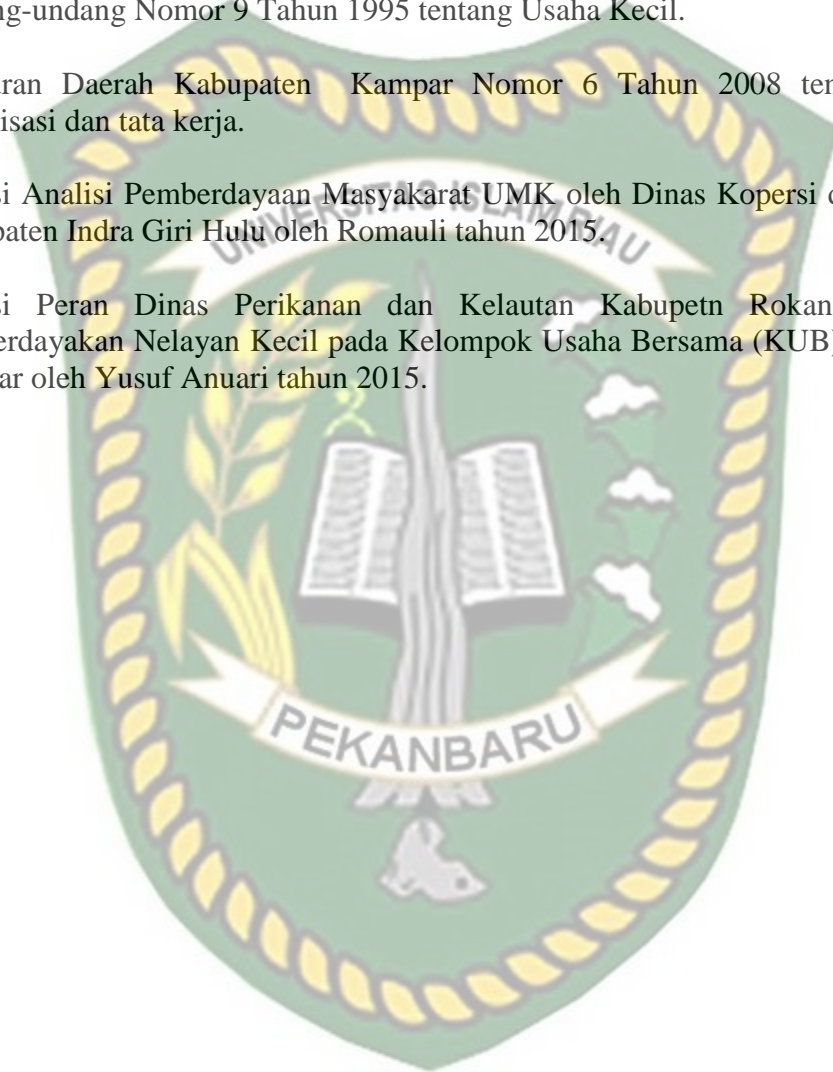 ng-undang Nomor 9 Tahun 1995 tentang Usaha Kecil.
ran Daerah Kabupaten Kampar Nomor 6 Tahun 2008 ten
isasi dan tata kerja.
si Analisi Pemberdayaan Masyakarat UMK oleh Dinas Kopersi d
paten Indra Giri Hulu oleh Romauli tahun 2015.
si Peran Dinas Perikanan dan Kelautan Kabupetn Rokan
erdayakan Nelayan Kecil pada Kelompok Usaha Bersama (KUB)
ar oleh Yusuf Anuari tahun 2015.
UNIVERSITAS ISLAM RIAU
PEKANBARU